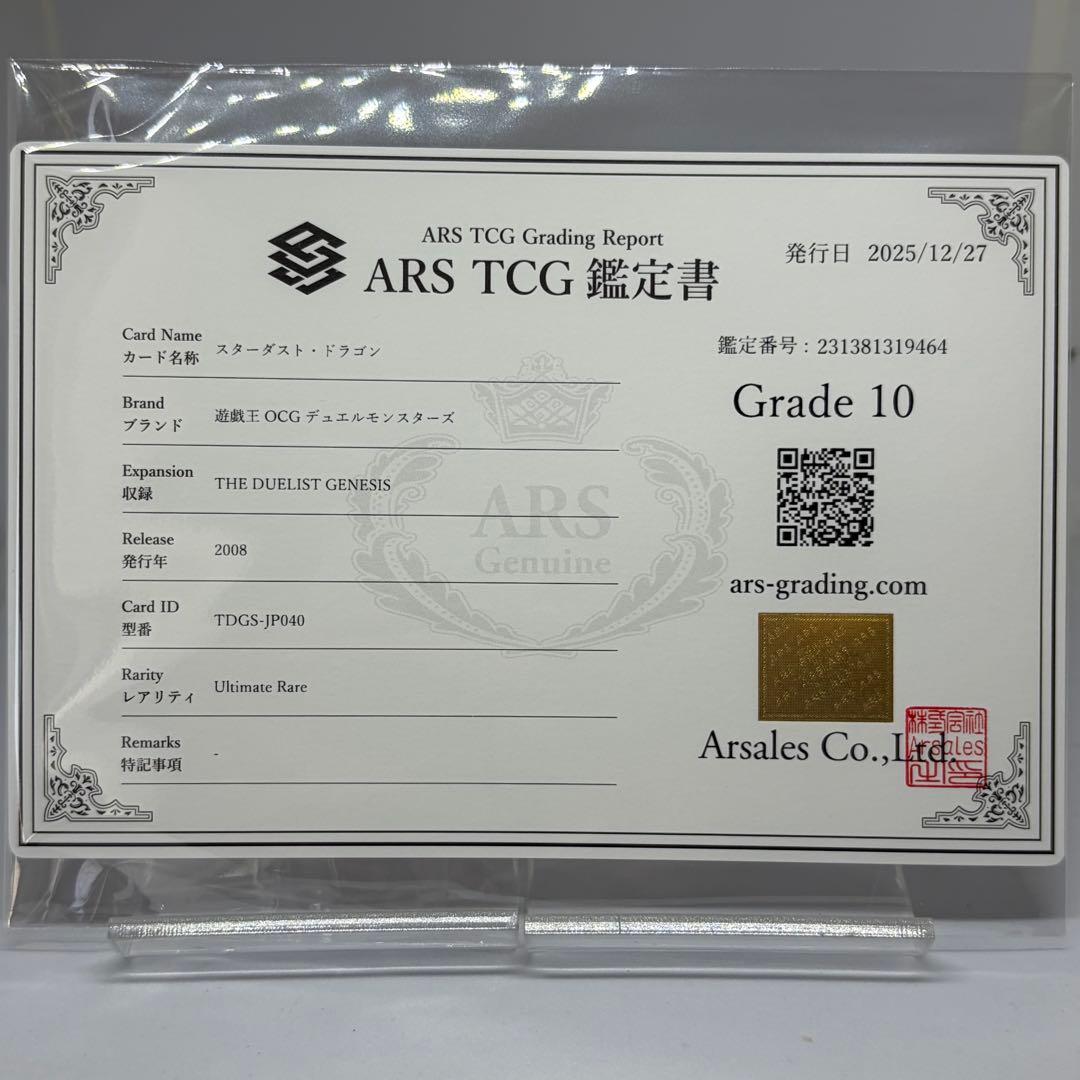 ARS TCG Grading Report
ARS TCG 鑑定書
発行日 2025/12/27
Card Name
カード名称
スターダスト・ドラゴン
Brand
ブランド
遊戯王 OCG デュエルモンスターズ
Expansion
収録
THE DUELIST GENESIS
Release
発行年
2008
Card ID
型番
TDGS-JP040
Rarity
レアリティ
Ultimate Rare
Remarks
特記事項
-
ARS
Genuine
鑑定番号 : 231381319464
Grade 10
ars-grading.com
Arsales Co.,Ltd.
株式会社
Arsales